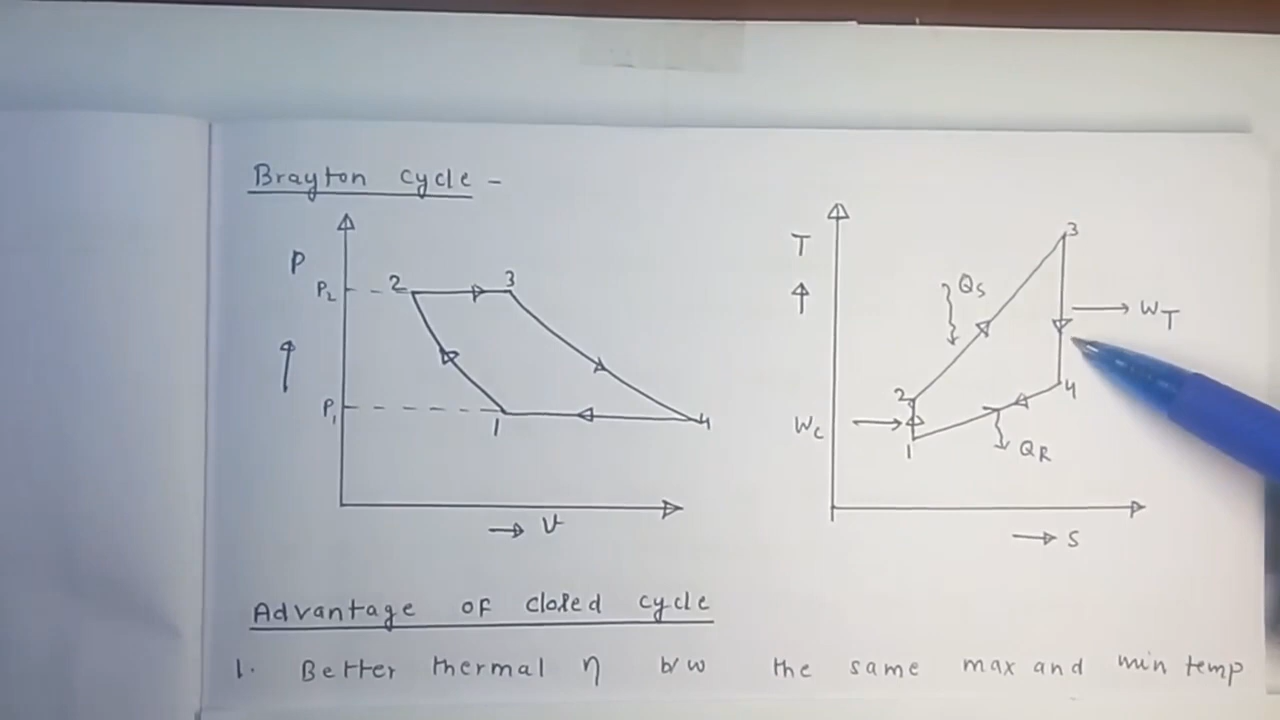 Brayton cycle -
P
P2
2
3
P1
1
4
→ V
T
3
QS
WT
2
4
WC
1
QR
→ S
Advantage of closed cycle
1. Better thermal η b/w the same max and min temp